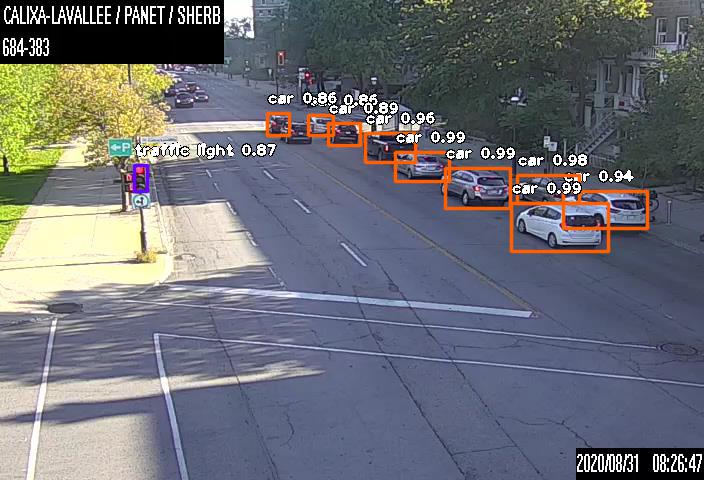 CALIXA-LAVALLEE / PANET / SHERB
684-383
car 0.86
0.86
car 0.89
car 0.96
car 0.99
car 0.99
car 0.98
car 0.94
car 0.99
P
traffic light 0.87
2020/08/31 08:26:47